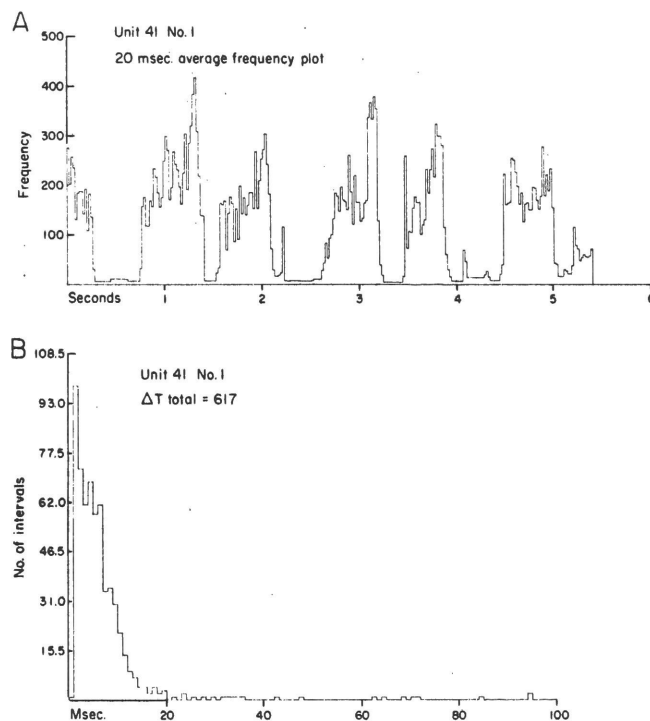 A
Unit 41 No. 1
20 msec. average frequency plot
500
400
300
200
100
Frequency
Seconds
1
2
3
4
5
6
B
Unit 41 No. 1
ΔT total = 617
108.5
93.0
77.5
62.0
46.5
31.0
15.5
No. of intervals
Msec.
20
40
60
80
100